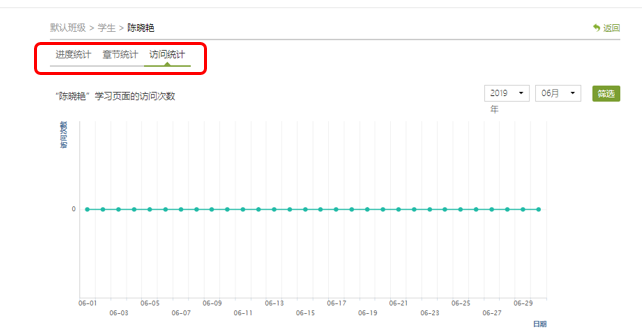 默认班级 > 学生 > 陈晓艳
返回
进度统计 章节统计 访问统计
“陈晓艳”学习页面的访问次数
2019 06月 筛选
年
访问次数
0
06-01 06-05 06-09 06-13 06-17 06-21 06-25 06-29
06-03 06-07 06-11 06-15 06-19 06-23 06-27
日期